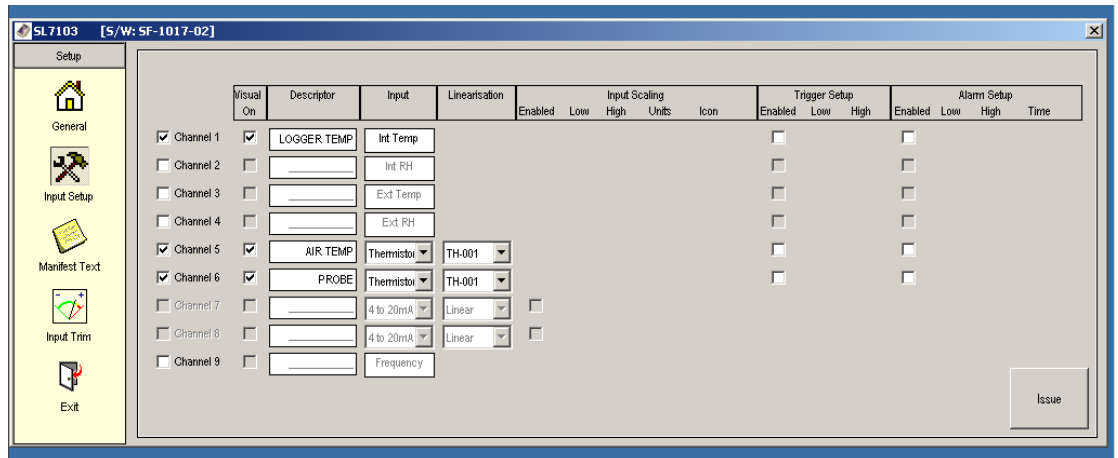 SL7103 [S/W: SF-1017-02]
Setup
General
Input Setup
Manifest Text
Input Trim
Exit
Visual Descriptor Input Linearisation Input Scaling Trigger Setup Alarm Setup
On Enabled Low High Units Icon Enabled Low High Enabled Low High Time
Channel 1 LOGGER TEMP Int Temp
Channel 2 Int RH
Channel 3 Ext Temp
Channel 4 Ext RH
Channel 5 AIR TEMP Thermistor TH-001
Channel 6 PROBE Thermistor TH-001
Channel 7 4 to 20mA Linear
Channel 8 4 to 20mA Linear
Channel 9 Frequency
Issue